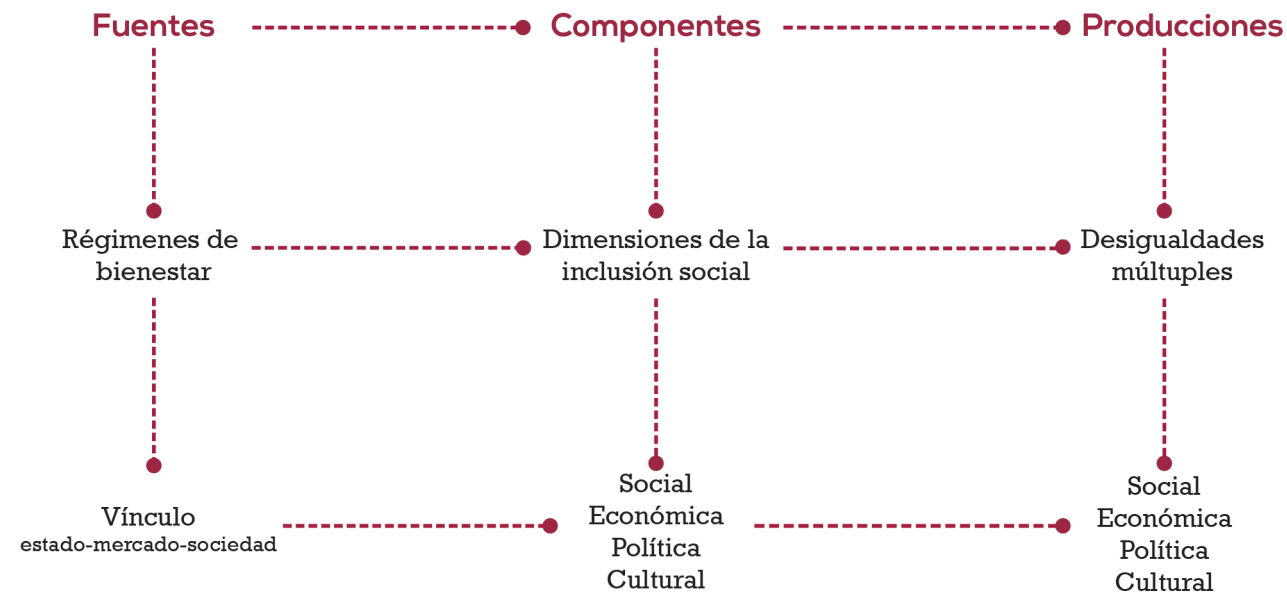 Fuentes
Componentes
Producciones
Régimenes de
bienestar
Dimensiones de la
inclusión social
Desigualdades
múltuples
Vínculo
estado-mercado-sociedad
Social
Económica
Política
Cultural
Social
Económica
Política
Cultural